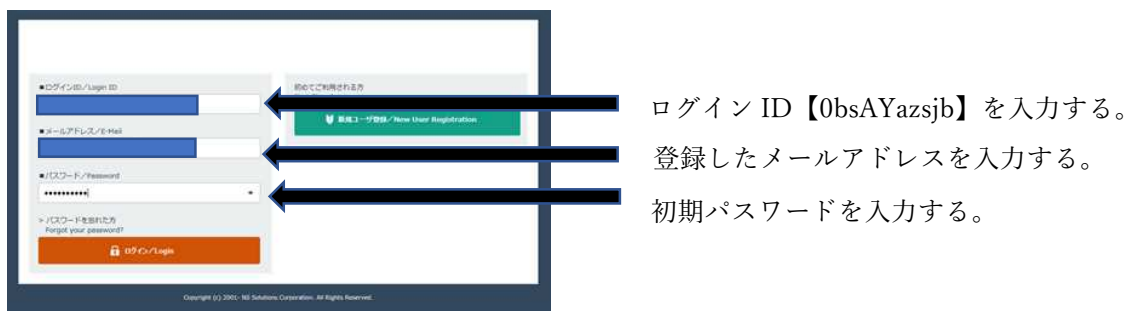 ■ログインID／Login ID
■メールアドレス／E-Mail
■パスワード／Password
••••••••••
> パスワードを忘れた方
Forgot your password?
ログイン／Login
初めてご利用される方
新規ユーザ登録／New User Registration
Copyright (c) 2001- NS Solutions Corporation. All Rights Reserved.
ログイン ID【0bsAYazsjb】を入力する。
登録したメールアドレスを入力する。
初期パスワードを入力する。